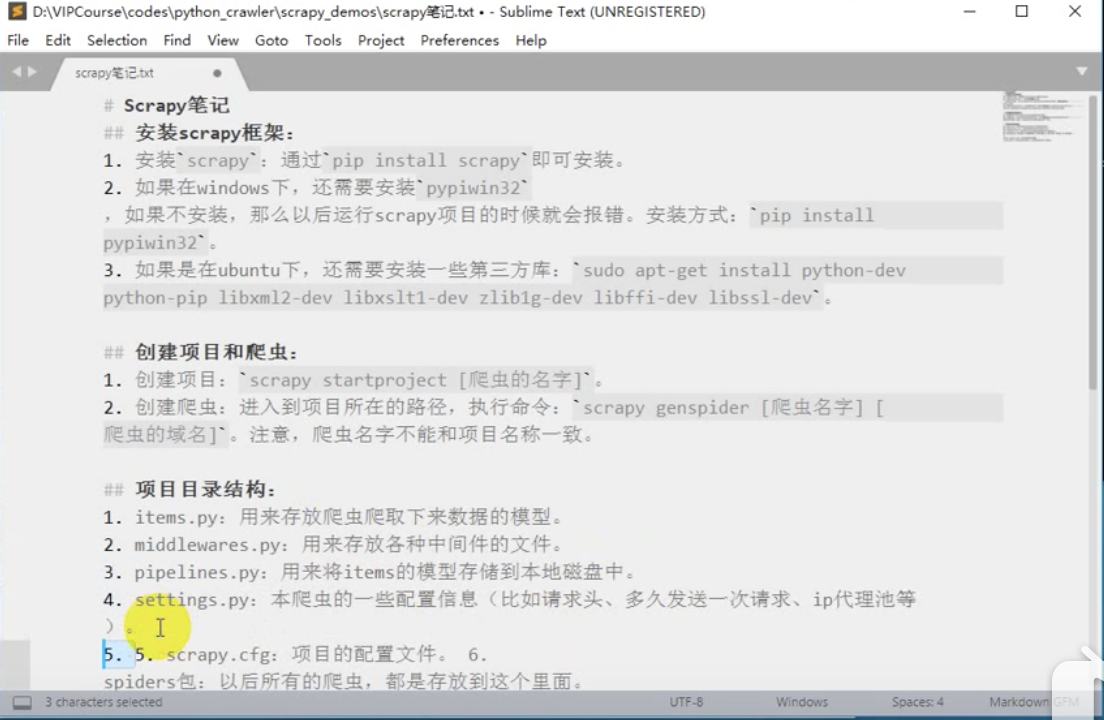 D:\VIPCourse\codes\python_crawler\scrapy_demos\scrapy笔记.txt • - Sublime Text (UNREGISTERED)
File Edit Selection Find View Goto Tools Project Preferences Help
scrapy笔记.txt
# Scrapy笔记
## 安装scrapy框架：
1. 安装`scrapy`：通过`pip install scrapy`即可安装。
2. 如果在windows下，还需要安装`pypiwin32`
，如果不安装，那么以后运行scrapy项目的时候就会报错。安装方式：`pip install
pypiwin32`。
3. 如果是在ubuntu下，还需要安装一些第三方库：`sudo apt-get install python-dev
python-pip libxml2-dev libxslt1-dev zlib1g-dev libffi-dev libssl-dev`。
## 创建项目和爬虫：
1. 创建项目：`scrapy startproject [爬虫的名字]`。
2. 创建爬虫：进入到项目所在的路径，执行命令：`scrapy genspider [爬虫名字] [
爬虫的域名]`。注意，爬虫名字不能和项目名称一致。
## 项目目录结构：
1. items.py：用来存放爬虫爬取下来数据的模型。
2. middlewares.py：用来存放各种中间件的文件。
3. pipelines.py：用来将items的模型存储到本地磁盘中。
4. settings.py：本爬虫的一些配置信息（比如请求头、多久发送一次请求、ip代理池等
）。
5. 5. scrapy.cfg：项目的配置文件。 6.
spiders包：以后所有的爬虫，都是存放到这个里面。
3 characters selected UTF-8 Windows Spaces: 4 Markdown GFM